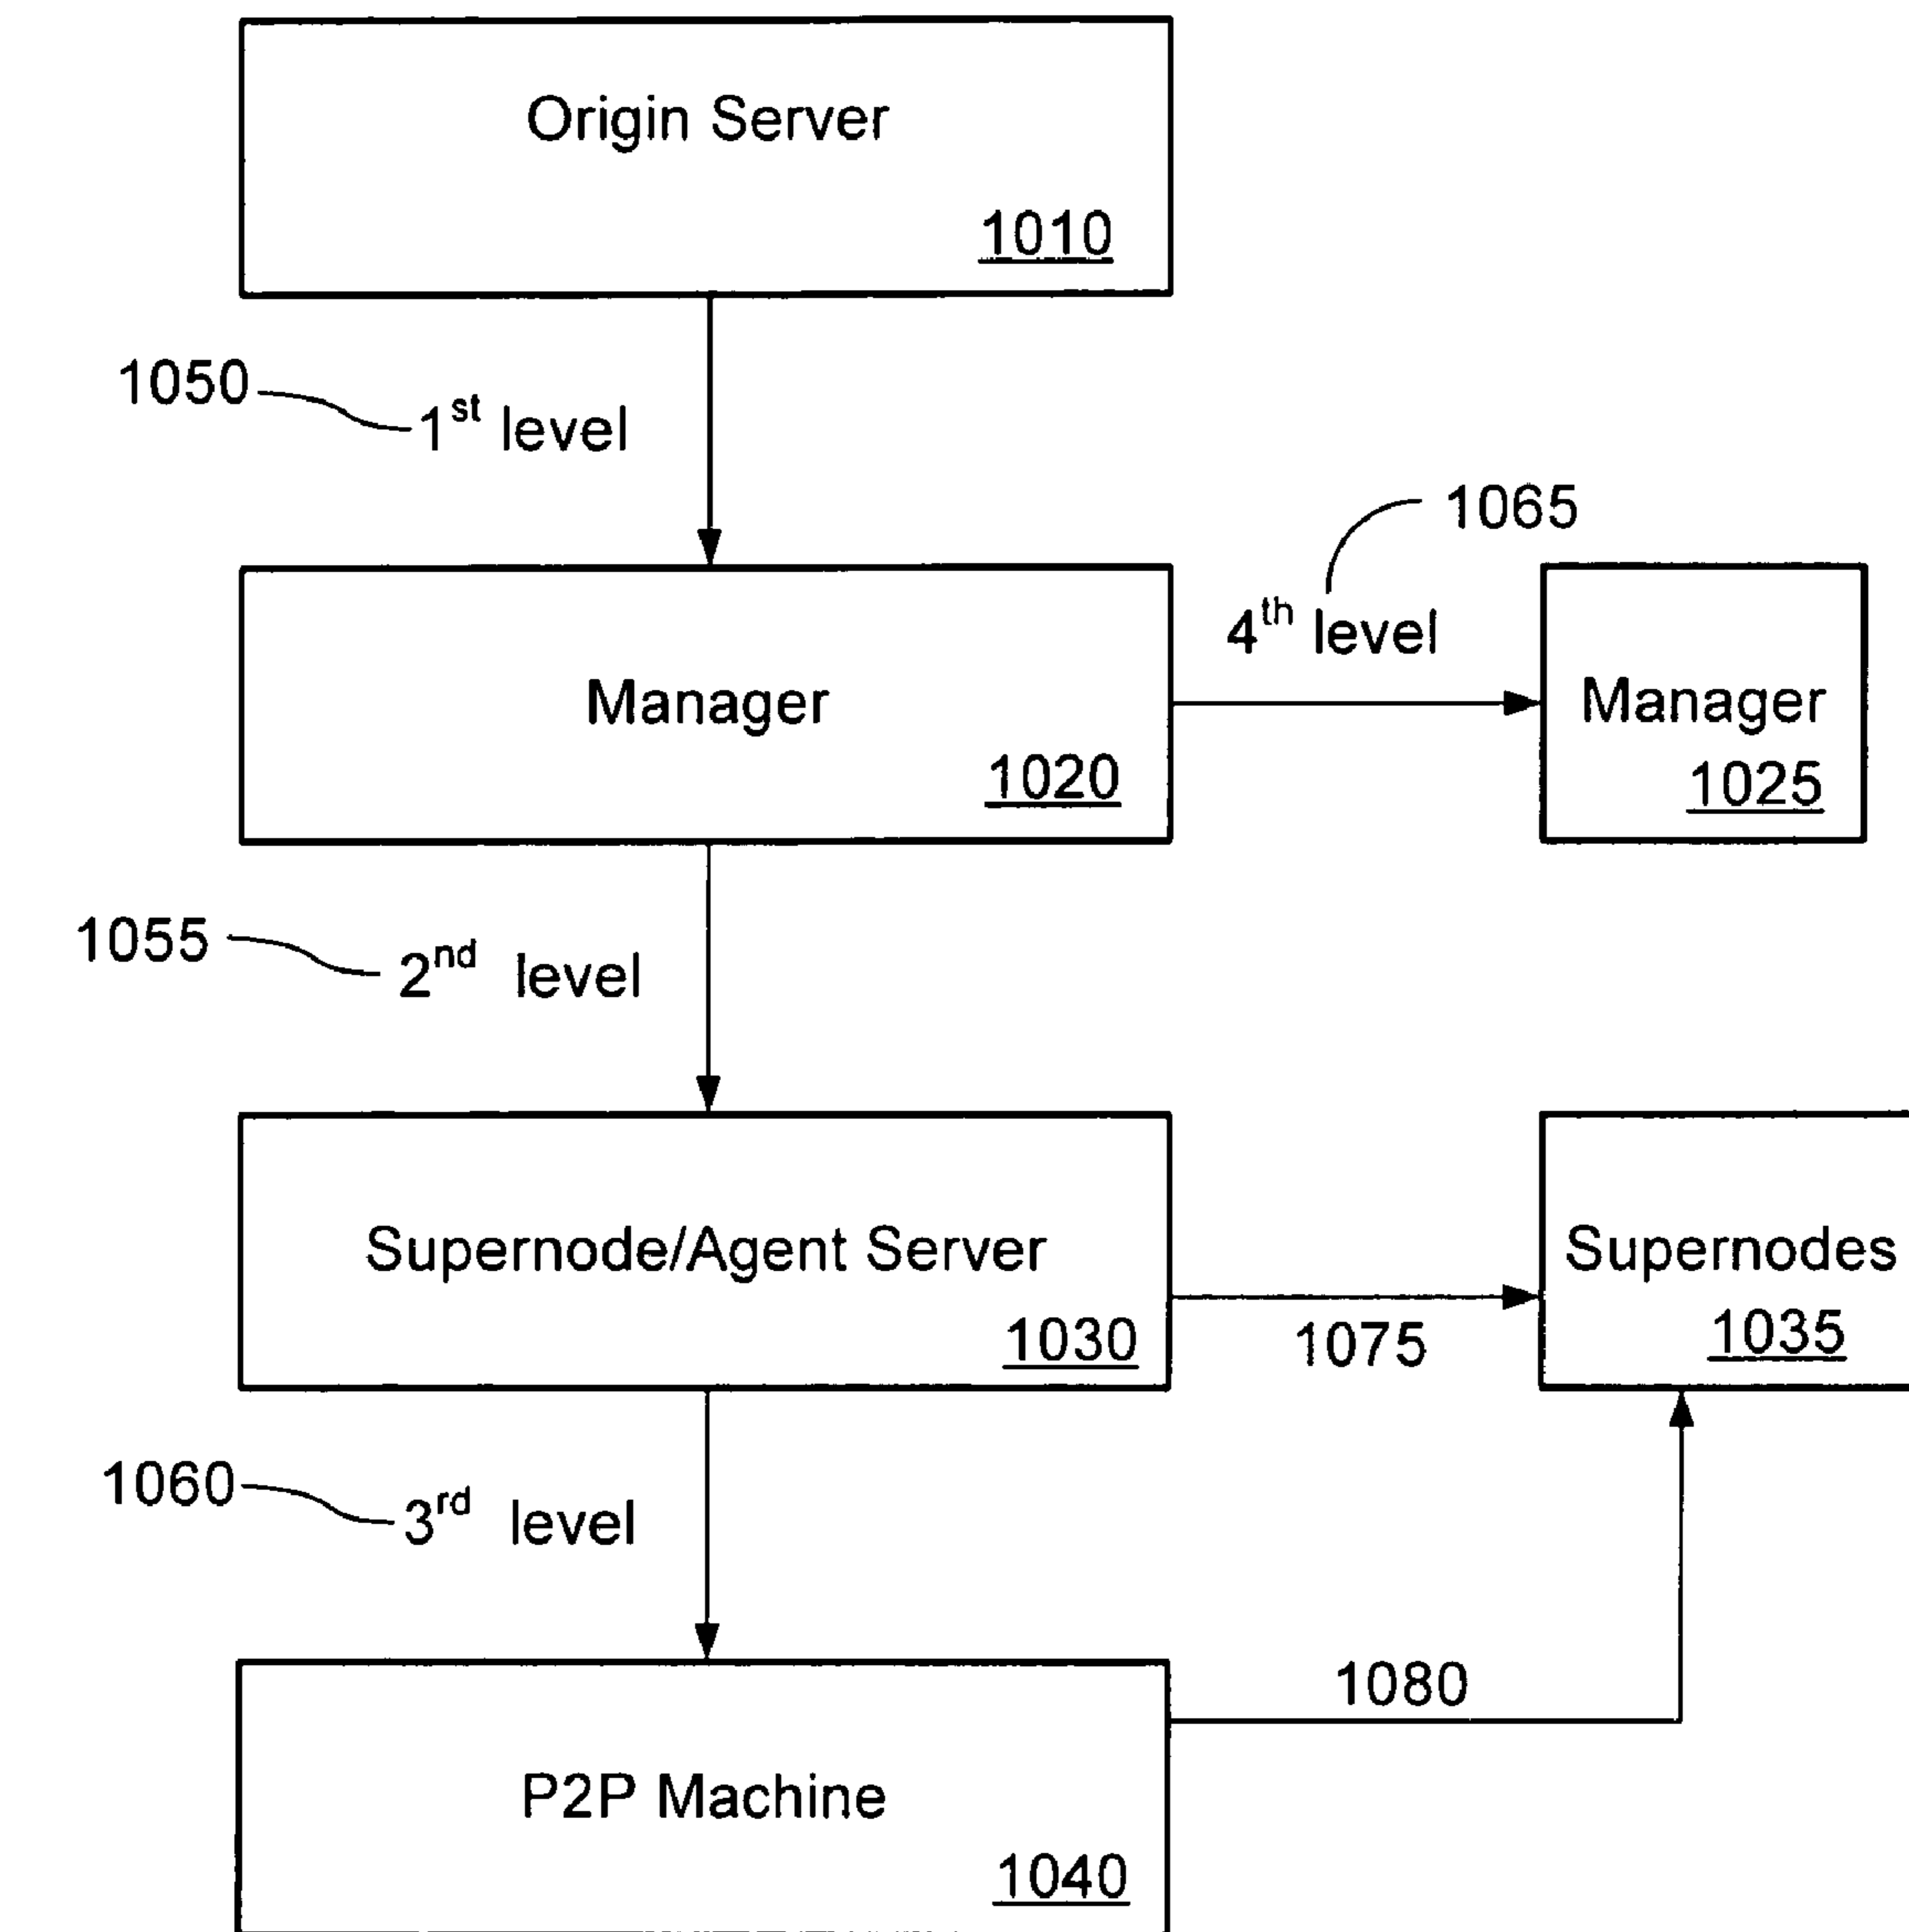 Origin Server
1010
1050
1st level
1065
4th level
Manager
1020
Manager
1025
1055
2nd level
Supernode/Agent Server
1030
1075
Supernodes
1035
1060
3rd level
1080
P2P Machine
1040